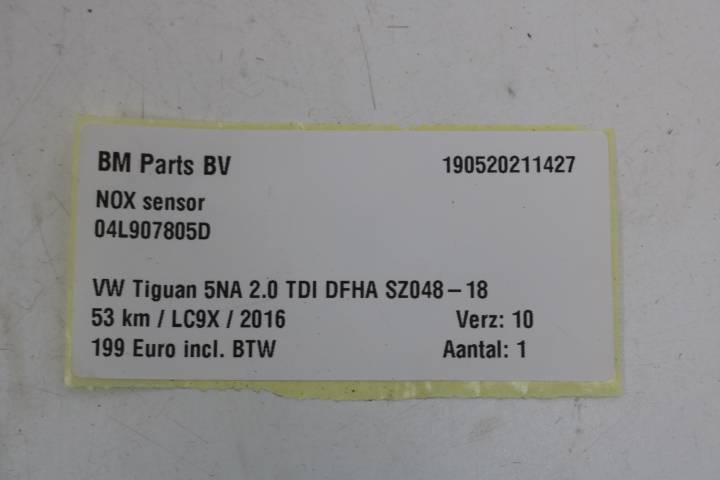 BM Parts BV 190520211427
NOX sensor
04L907805D
VW Tiguan 5NA 2.0 TDI DFHA SZ048-18
53 km / LC9X / 2016 Verz: 10
199 Euro incl. BTW Aantal: 1